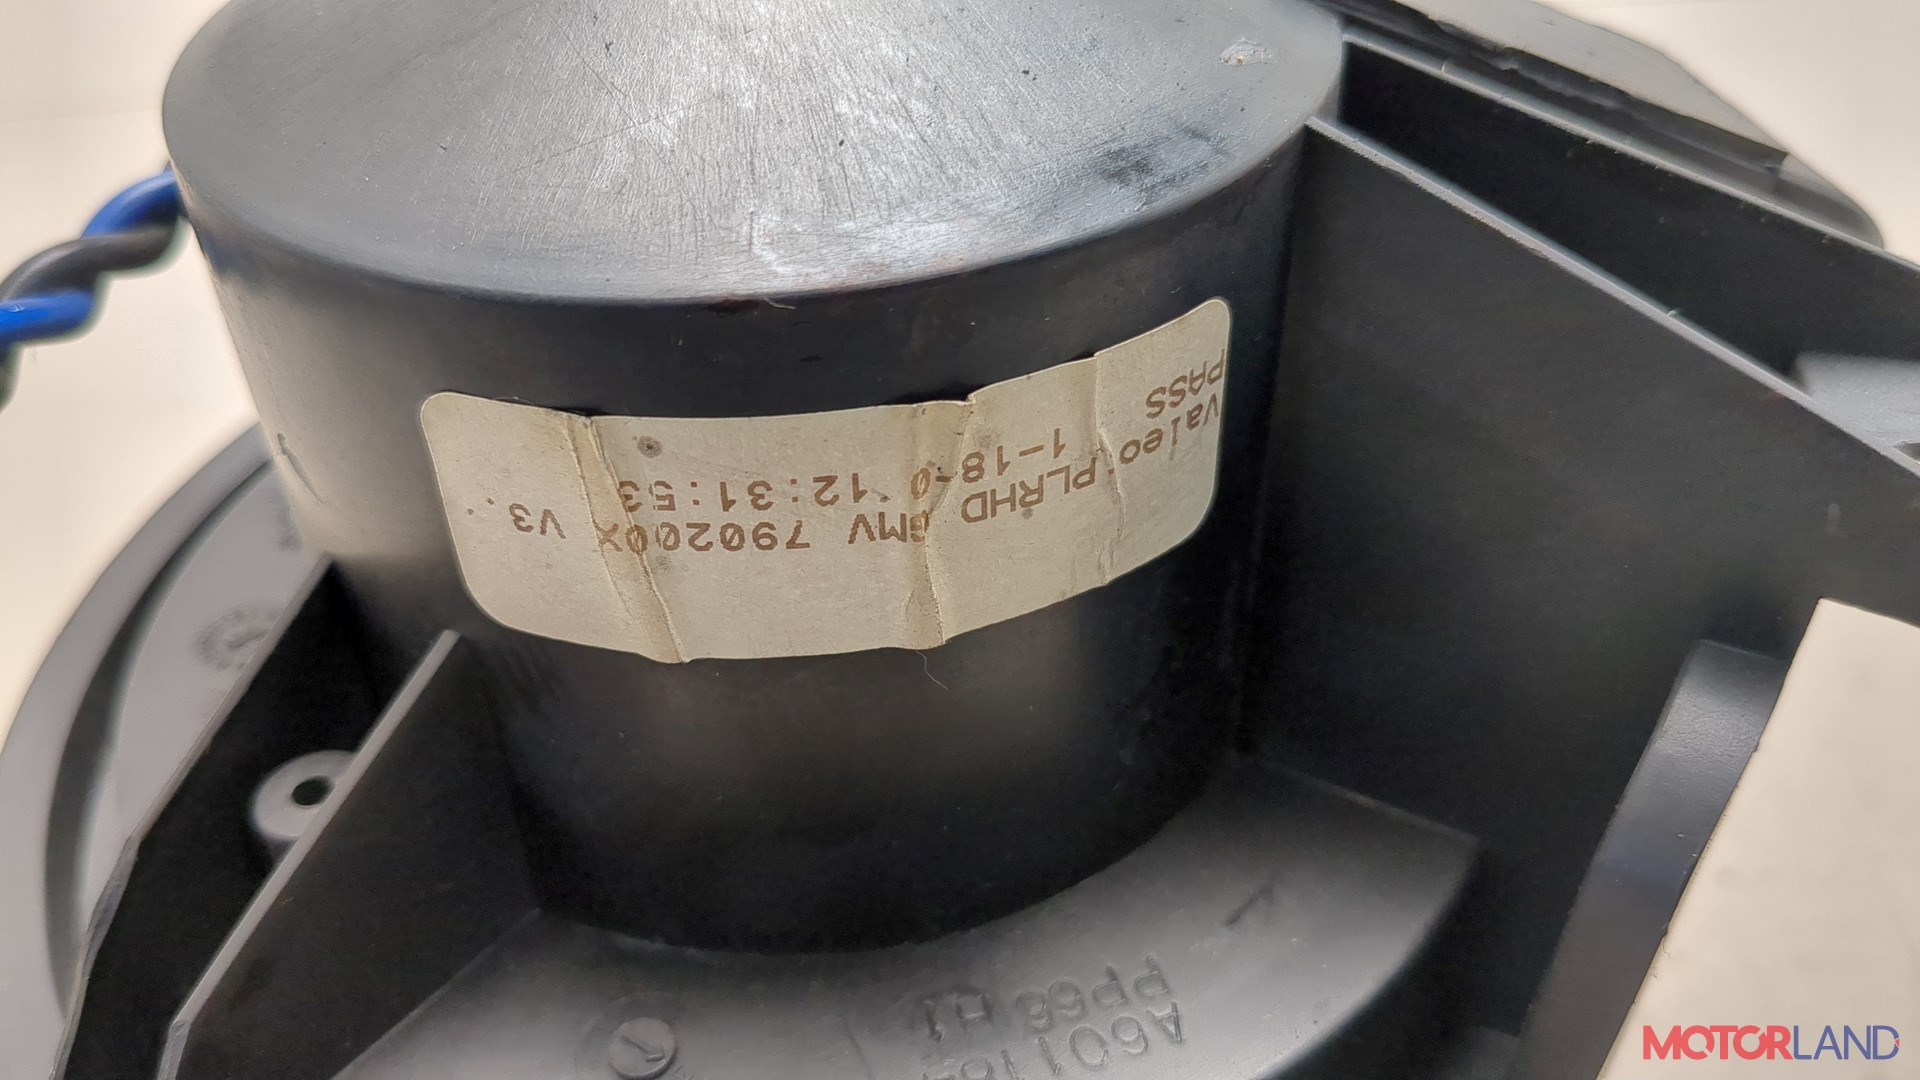 Valeo PLRHD GMV 790200X V3.
PASS 1-18-0 12:31:53
PP66 H1
MOTORLAND